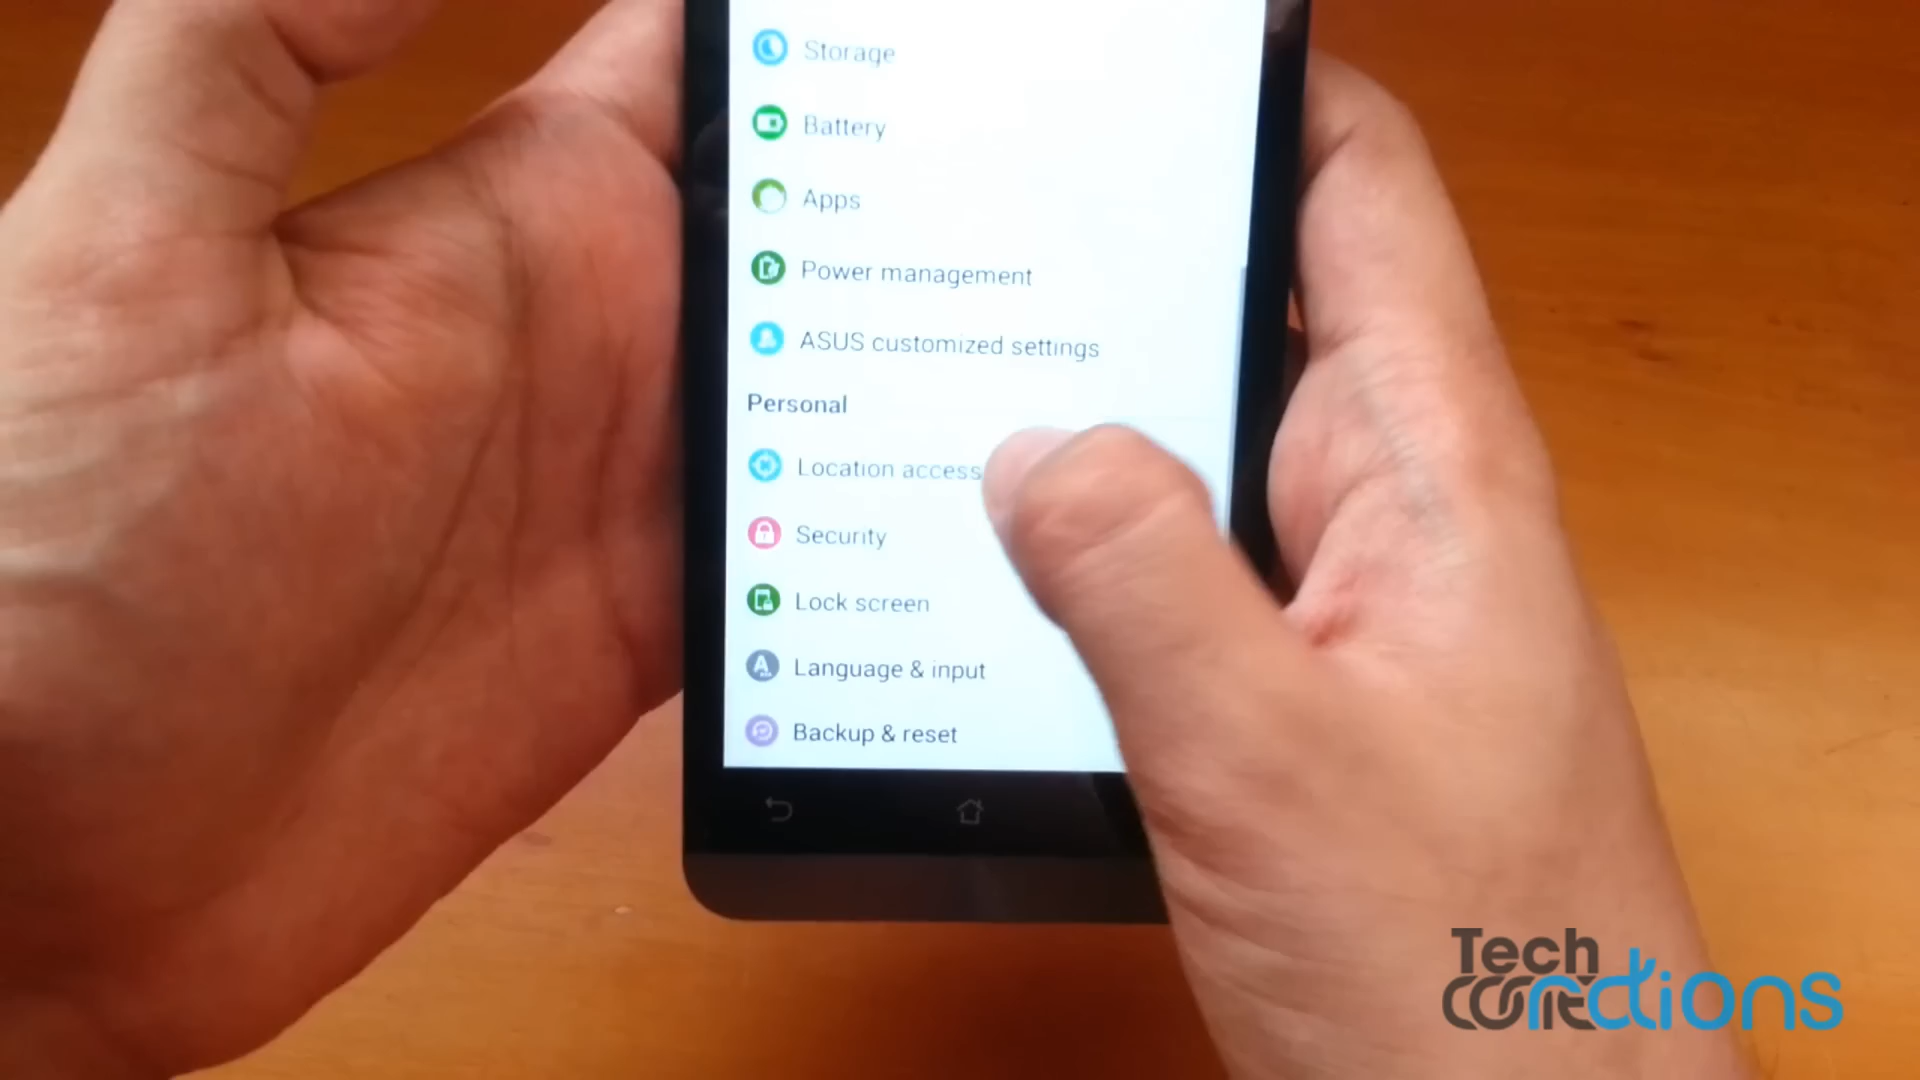 Storage
Battery
Apps
Power management
ASUS customized settings
Personal
Location access
Security
Lock screen
Language & input
Backup & reset
Tech